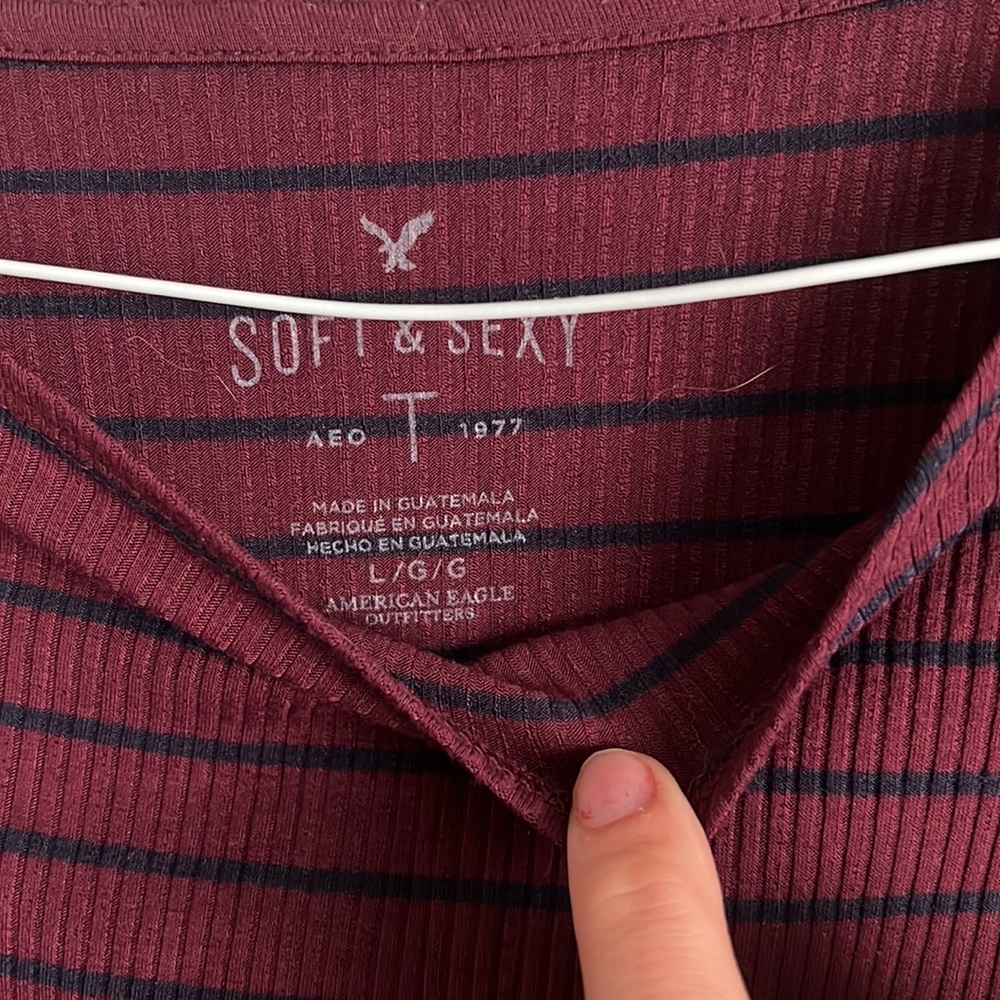 SOFT & SEXY
AEO T 1977
MADE IN GUATEMALA
FABRIQUÉ EN GUATEMALA
HECHO EN GUATEMALA
L/G/G
AMERICAN EAGLE
OUTFITTERS